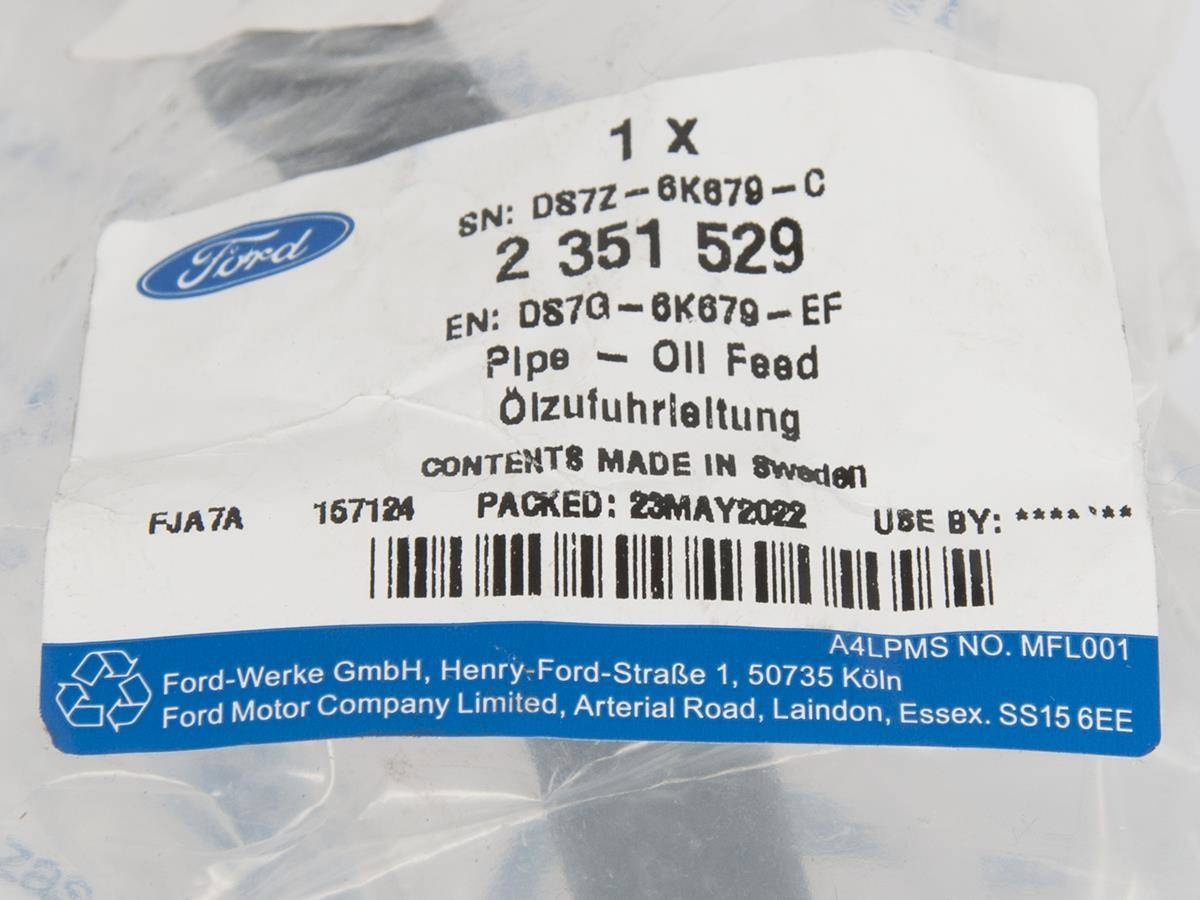 1 X
SN: DS7Z-6K679-C
Ford
2 351 529
EN: DS7G-6K679-EF
Pipe - Oil Feed
Ölzufuhrleitung
CONTENTS MADE IN Sweden
FJA7A 157124 PACKED: 23MAY2022 USE BY: **** **
A4LPMS NO. MFL001
Ford-Werke GmbH, Henry-Ford-Straße 1, 50735 Köln
Ford Motor Company Limited, Arterial Road, Laindon, Essex. SS15 6EE